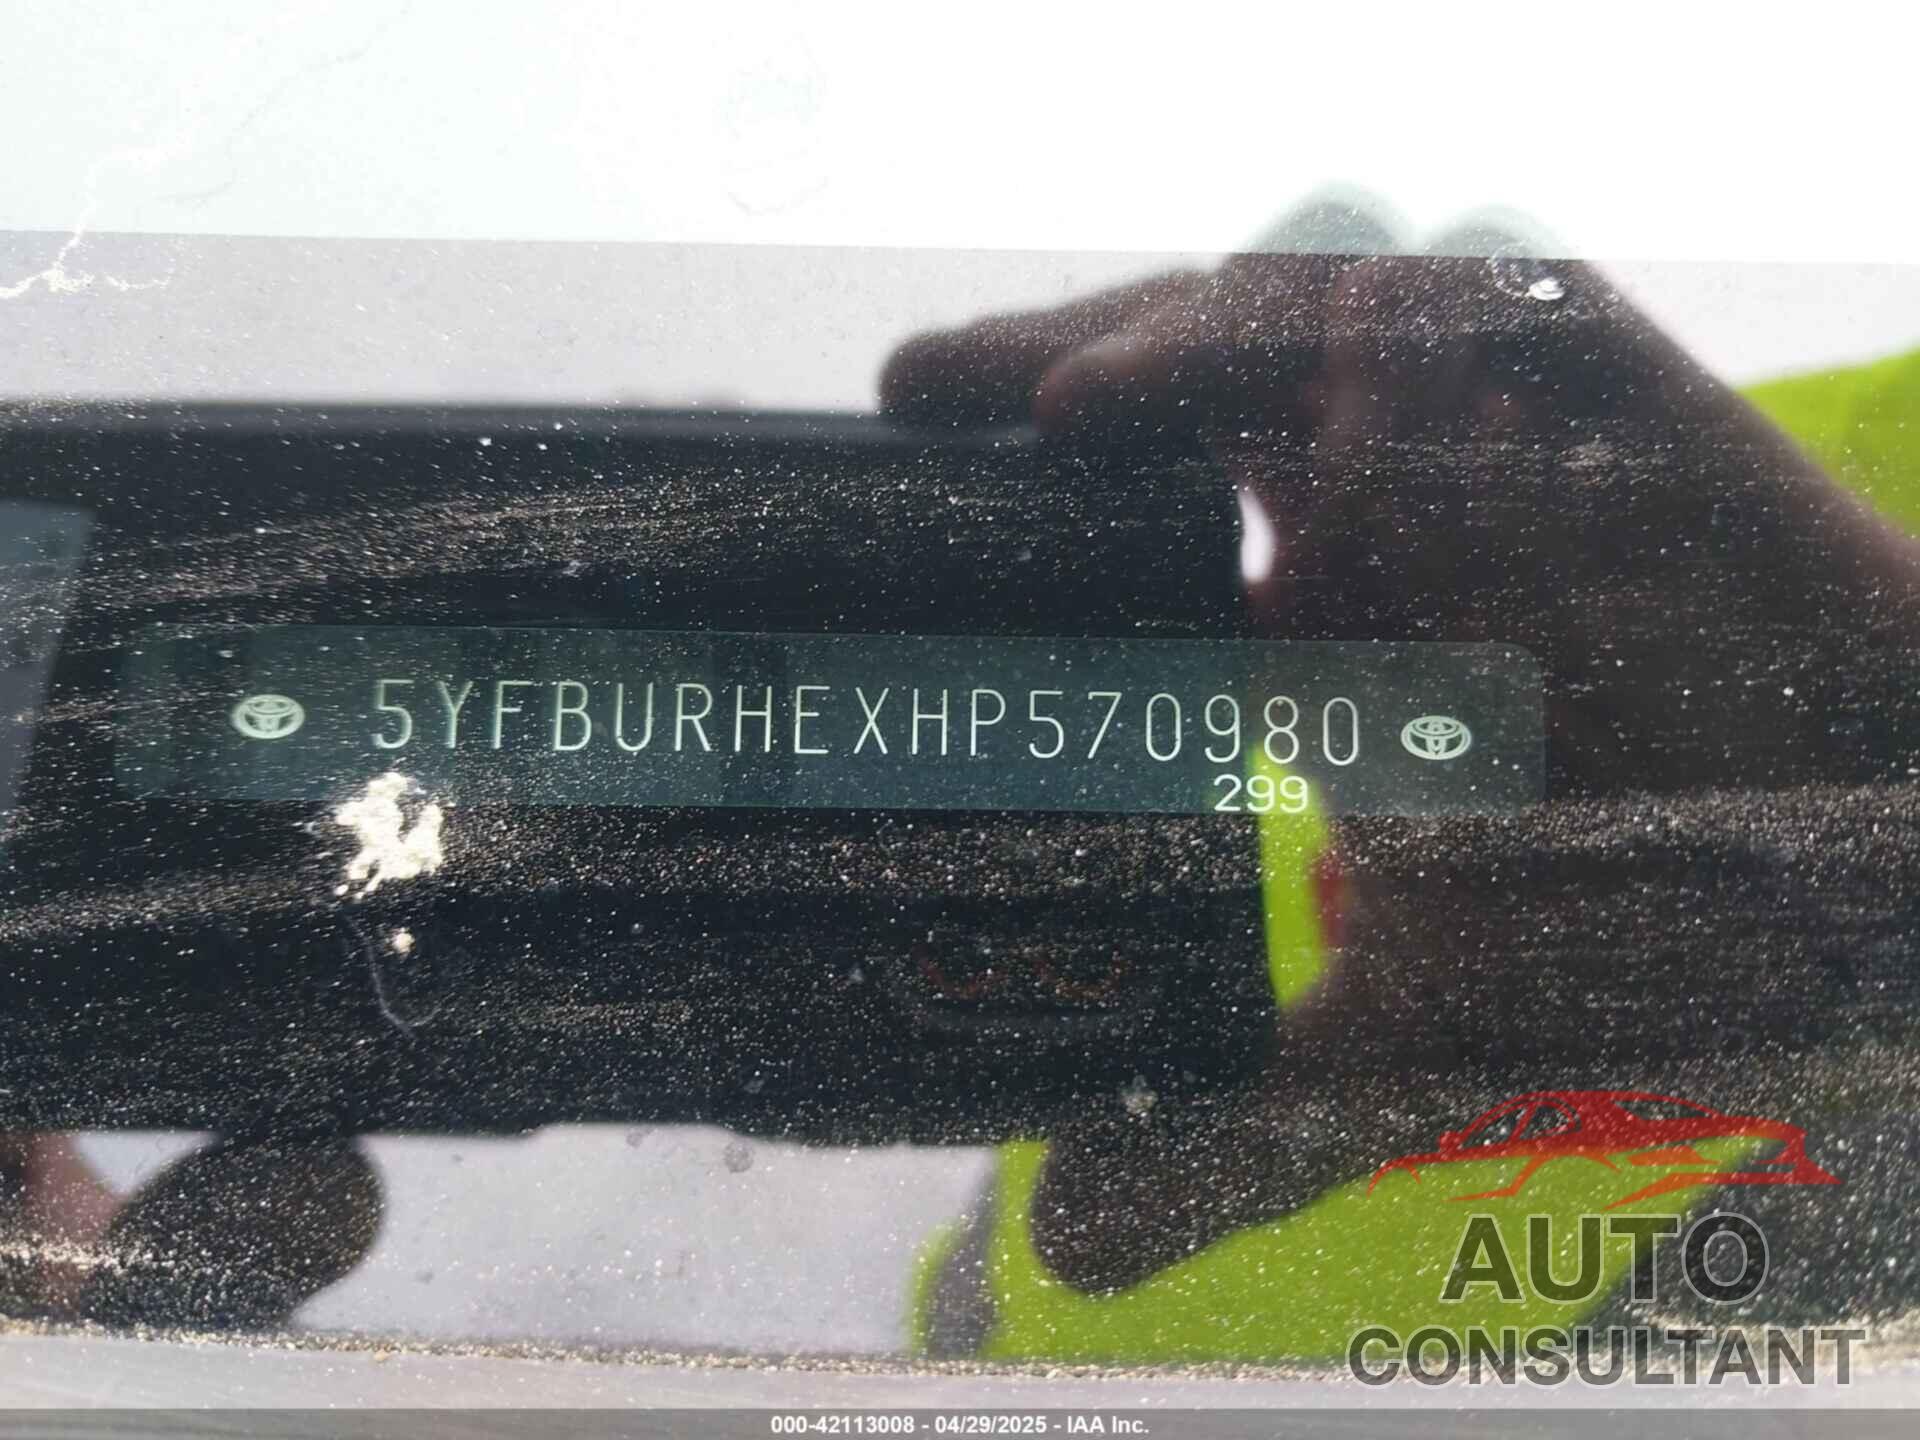 5YFBURHEXHP570980
299
AUTO
CONSULTANT
000-42113008 - 04/29/2025 - IAA Inc.